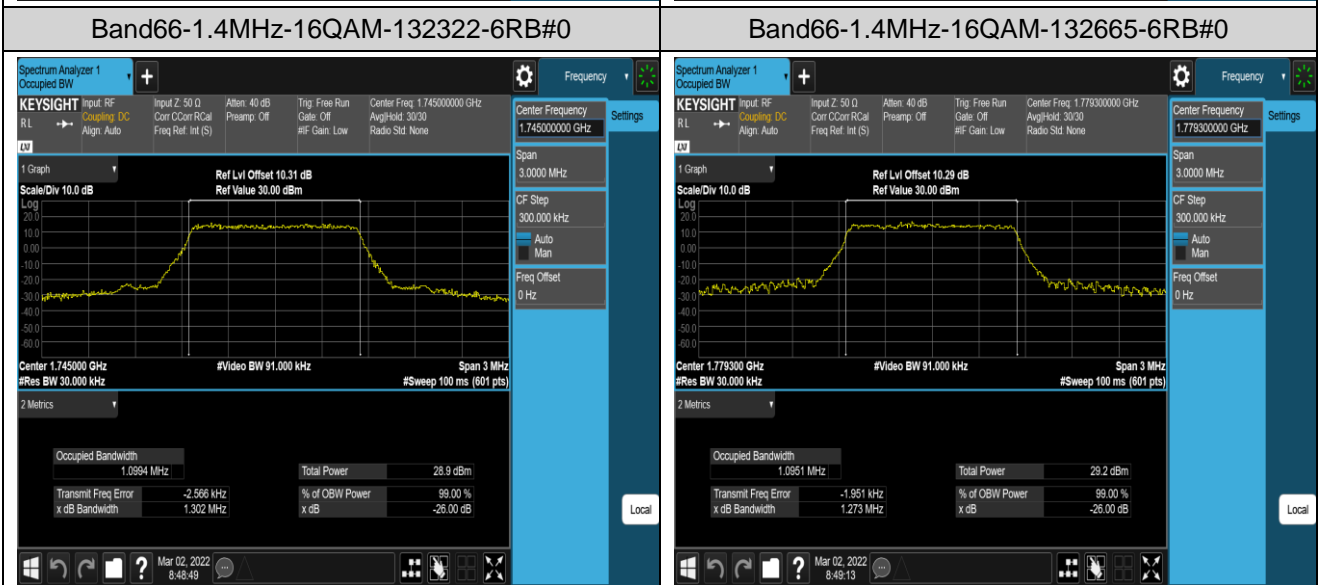 Band66-1.4MHz-16QAM-132322-6RB#0
Spectrum Analyzer 1
Occupied BW
Frequency
KEYSIGHT
R L
LXI
Input: RF
Coupling: DC
Align: Auto
Input Z: 50 Ω
Corr CCorr RCal
Freq Ref: Int (S)
Atten: 40 dB
Preamp: Off
Trig: Free Run
Gate: Off
#IF Gain: Low
Center Freq: 1.745000000 GHz
Avg|Hold: 30/30
Radio Std: None
Center Frequency
1.745000000 GHz
Settings
Span
3.0000 MHz
CF Step
300.000 kHz
Auto
Man
Freq Offset
0 Hz
Local
1 Graph
Scale/Div 10.0 dB
Ref Lvl Offset 10.31 dB
Ref Value 30.00 dBm
Log
20.0
10.0
0.00
-10.0
-20.0
-30.0
-40.0
-50.0
-60.0
Center 1.745000 GHz
#Res BW 30.000 kHz
#Video BW 91.000 kHz
Span 3 MHz
#Sweep 100 ms (601 pts)
2 Metrics
Occupied Bandwidth
1.0994 MHz
Total Power 28.9 dBm
Transmit Freq Error -2.566 kHz
% of OBW Power 99.00 %
x dB Bandwidth 1.302 MHz
x dB -26.00 dB
?
Mar 02, 2022
8:48:49
Band66-1.4MHz-16QAM-132665-6RB#0
Spectrum Analyzer 1
Occupied BW
Frequency
KEYSIGHT
R L
LXI
Input: RF
Coupling: DC
Align: Auto
Input Z: 50 Ω
Corr CCorr RCal
Freq Ref: Int (S)
Atten: 40 dB
Preamp: Off
Trig: Free Run
Gate: Off
#IF Gain: Low
Center Freq: 1.779300000 GHz
Avg|Hold: 30/30
Radio Std: None
Center Frequency
1.779300000 GHz
Settings
Span
3.0000 MHz
CF Step
300.000 kHz
Auto
Man
Freq Offset
0 Hz
Local
1 Graph
Scale/Div 10.0 dB
Ref Lvl Offset 10.29 dB
Ref Value 30.00 dBm
Log
20.0
10.0
0.00
-10.0
-20.0
-30.0
-40.0
-50.0
-60.0
Center 1.779300 GHz
#Res BW 30.000 kHz
#Video BW 91.000 kHz
Span 3 MHz
#Sweep 100 ms (601 pts)
2 Metrics
Occupied Bandwidth
1.0951 MHz
Total Power 29.2 dBm
Transmit Freq Error -1.951 kHz
% of OBW Power 99.00 %
x dB Bandwidth 1.273 MHz
x dB -26.00 dB
?
Mar 02, 2022
8:49:13